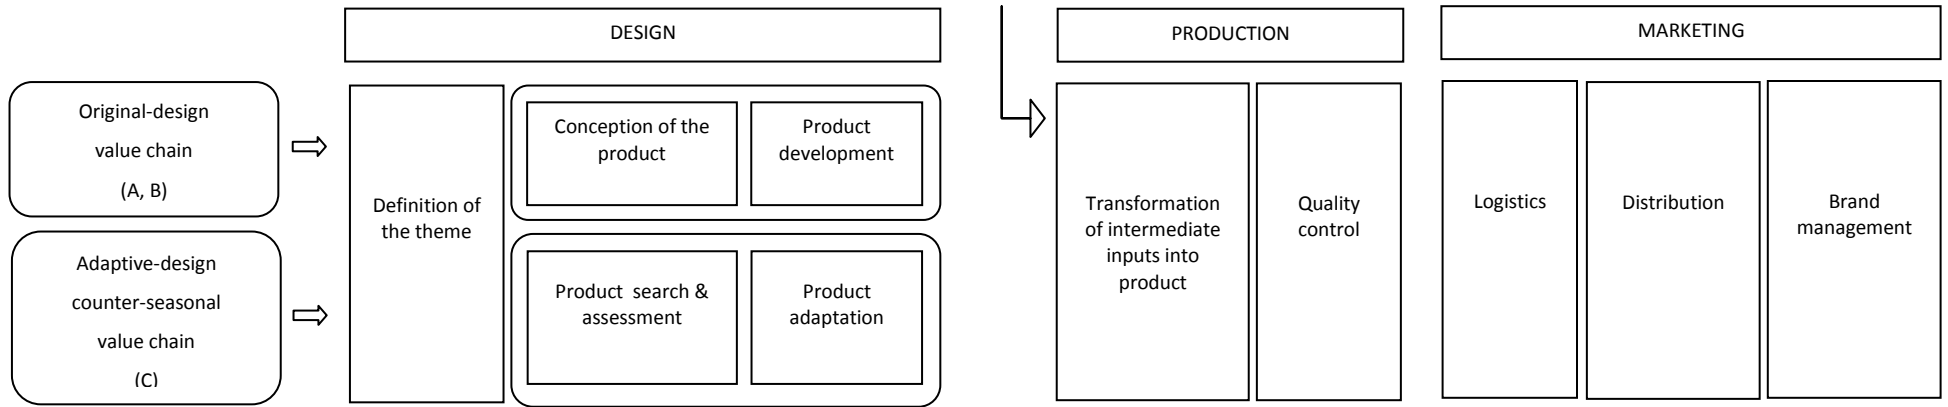 DESIGN
PRODUCTION
MARKETING
Original-design
value chain
(A, B)
Adaptive-design
counter-seasonal
value chain
(C)
Definition of
the theme
Conception of the
product
Product
development
Product search &
assessment
Product
adaptation
Transformation
of intermediate
inputs into
product
Quality
control
Logistics
Distribution
Brand
management